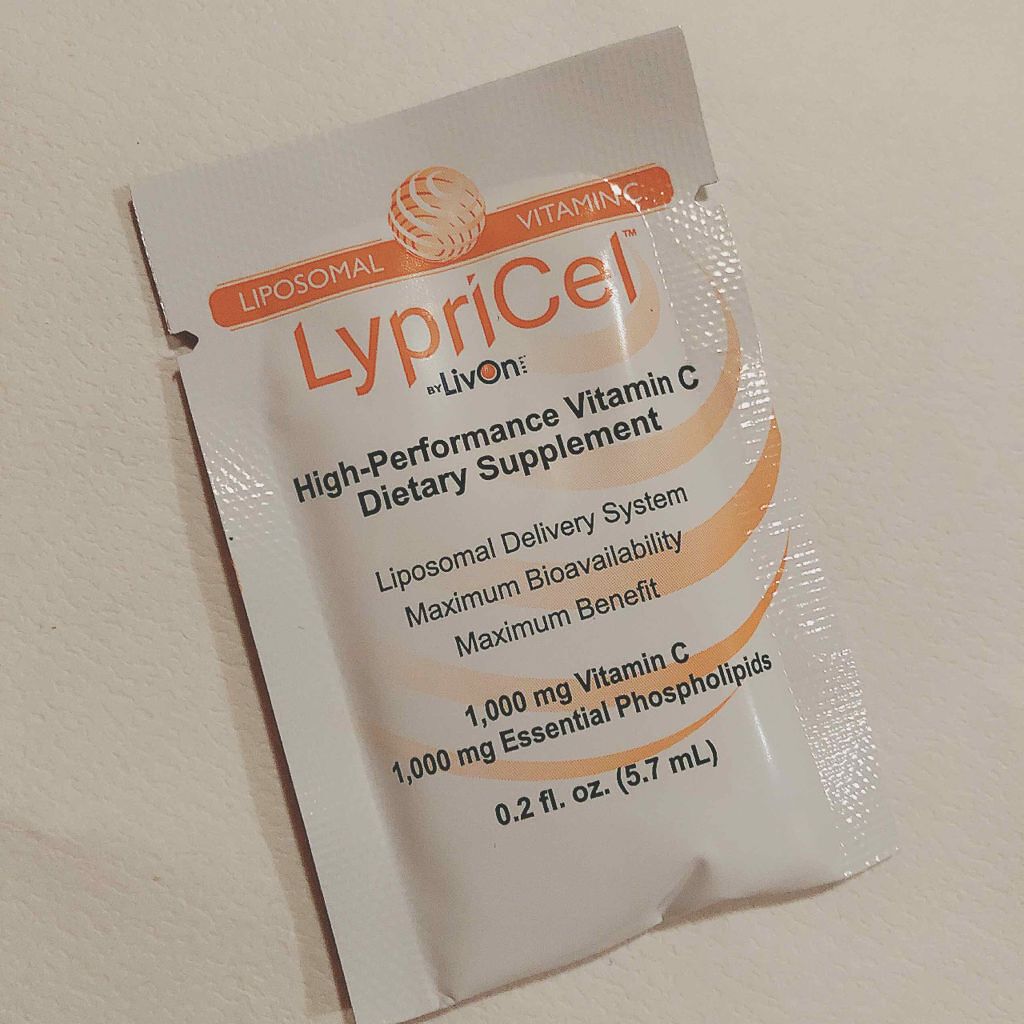 LIPOSOMAL VITAMIN C
LypriCel™
BY LivOn LABS
High-Performance Vitamin C
Dietary Supplement
Liposomal Delivery System
Maximum Bioavailability
Maximum Benefit
1,000 mg Vitamin C
1,000 mg Essential Phospholipids
0.2 fl. oz. (5.7 mL)